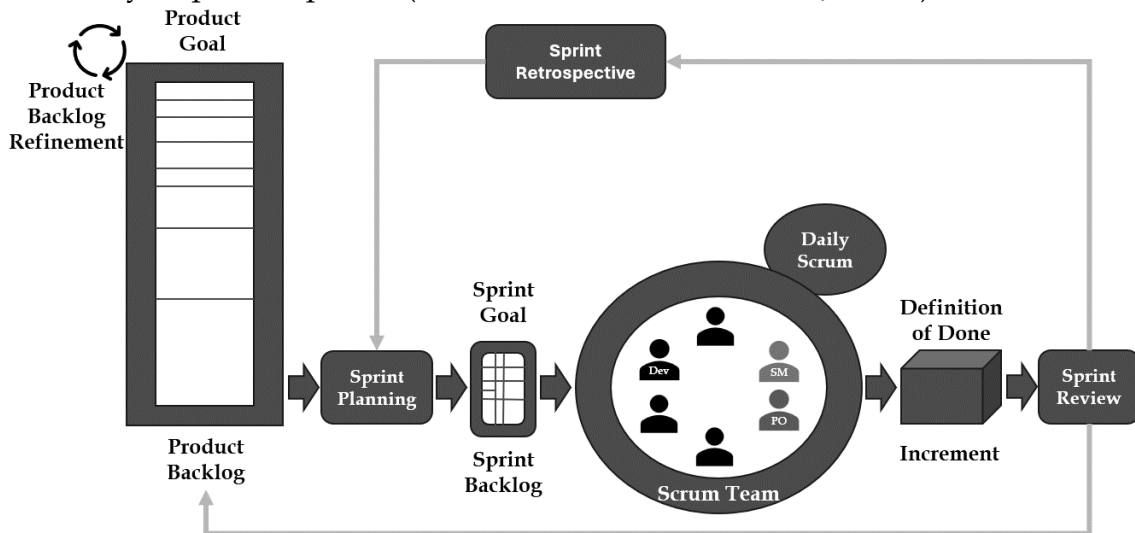 Product
Goal
Product
Backlog
Refinement
Sprint
Retrospective
Daily
Scrum
Sprint
Goal
Definition
of Done
Sprint
Planning
Dev
SM
PO
Sprint
Review
Product
Backlog
Sprint
Backlog
Scrum Team
Increment